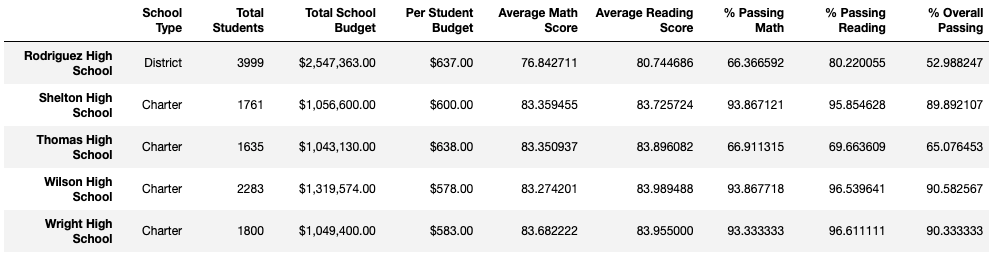 School Type Total Students Total School Budget Per Student Budget Average Math Score Average Reading Score % Passing Math % Passing Reading % Overall Passing
Rodriguez High School District 3999 $2,547,363.00 $637.00 76.842711 80.744686 66.366592 80.220055 52.988247
Shelton High School Charter 1761 $1,056,600.00 $600.00 83.359455 83.725724 93.867121 95.854628 89.892107
Thomas High School Charter 1635 $1,043,130.00 $638.00 83.350937 83.896082 66.911315 69.663609 65.076453
Wilson High School Charter 2283 $1,319,574.00 $578.00 83.274201 83.989488 93.867718 96.539641 90.582567
Wright High School Charter 1800 $1,049,400.00 $583.00 83.682222 83.955000 93.333333 96.611111 90.333333